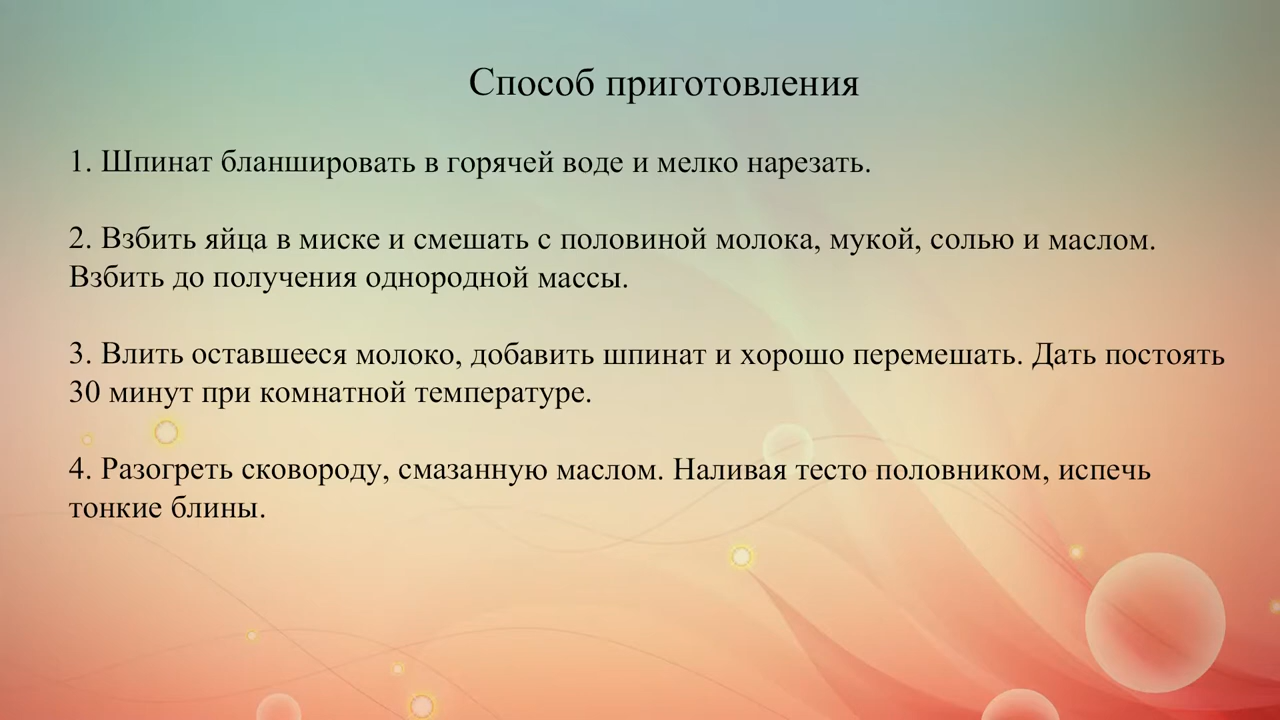 Способ приготовления
1. Шпинат бланшировать в горячей воде и мелко нарезать.
2. Взбить яйца в миске и смешать с половиной молока, мукой, солью и маслом.
Взбить до получения однородной массы.
3. Влить оставшееся молоко, добавить шпинат и хорошо перемешать. Дать постоять
30 минут при комнатной температуре.
4. Разогреть сковороду, смазанную маслом. Наливая тесто половником, испечь
тонкие блины.